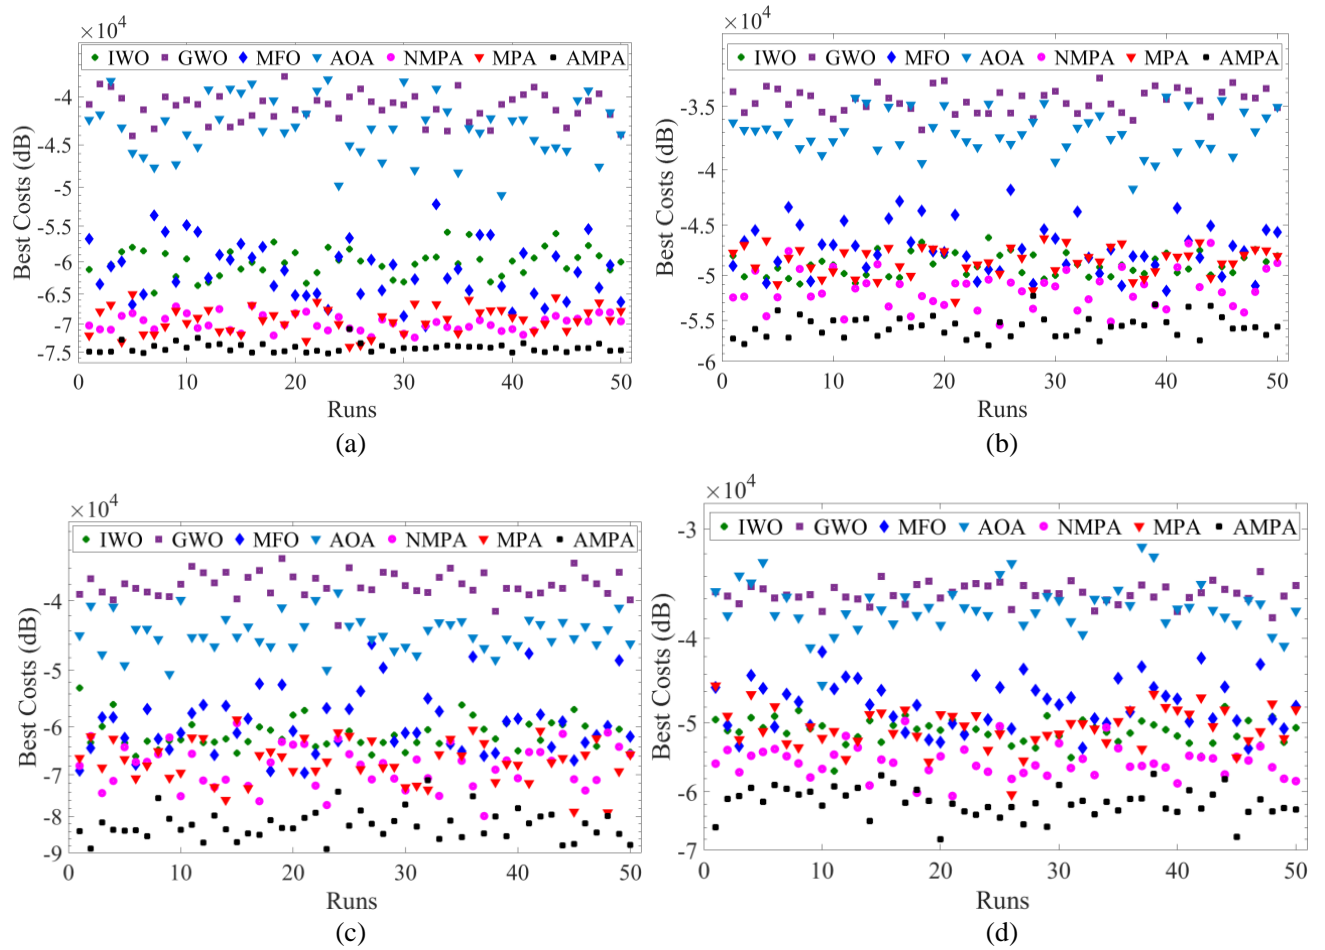 ×10⁴
IWO GWO MFO AOA NMPA MPA AMPA
Best Costs (dB)
-4
-4.5
-5
-5.5
-6
-6.5
-7
-7.5
0 10 20 30 40 50
Runs
(a)
×10⁴
IWO GWO MFO AOA NMPA MPA AMPA
Best Costs (dB)
-3.5
-4
-4.5
-5
-5.5
-6
0 10 20 30 40 50
Runs
(b)
×10⁴
IWO GWO MFO AOA NMPA MPA AMPA
Best Costs (dB)
-4
-5
-6
-7
-8
-9
0 10 20 30 40 50
Runs
(c)
×10⁴
IWO GWO MFO AOA NMPA MPA AMPA
Best Costs (dB)
-3
-4
-5
-6
-7
0 10 20 30 40 50
Runs
(d)